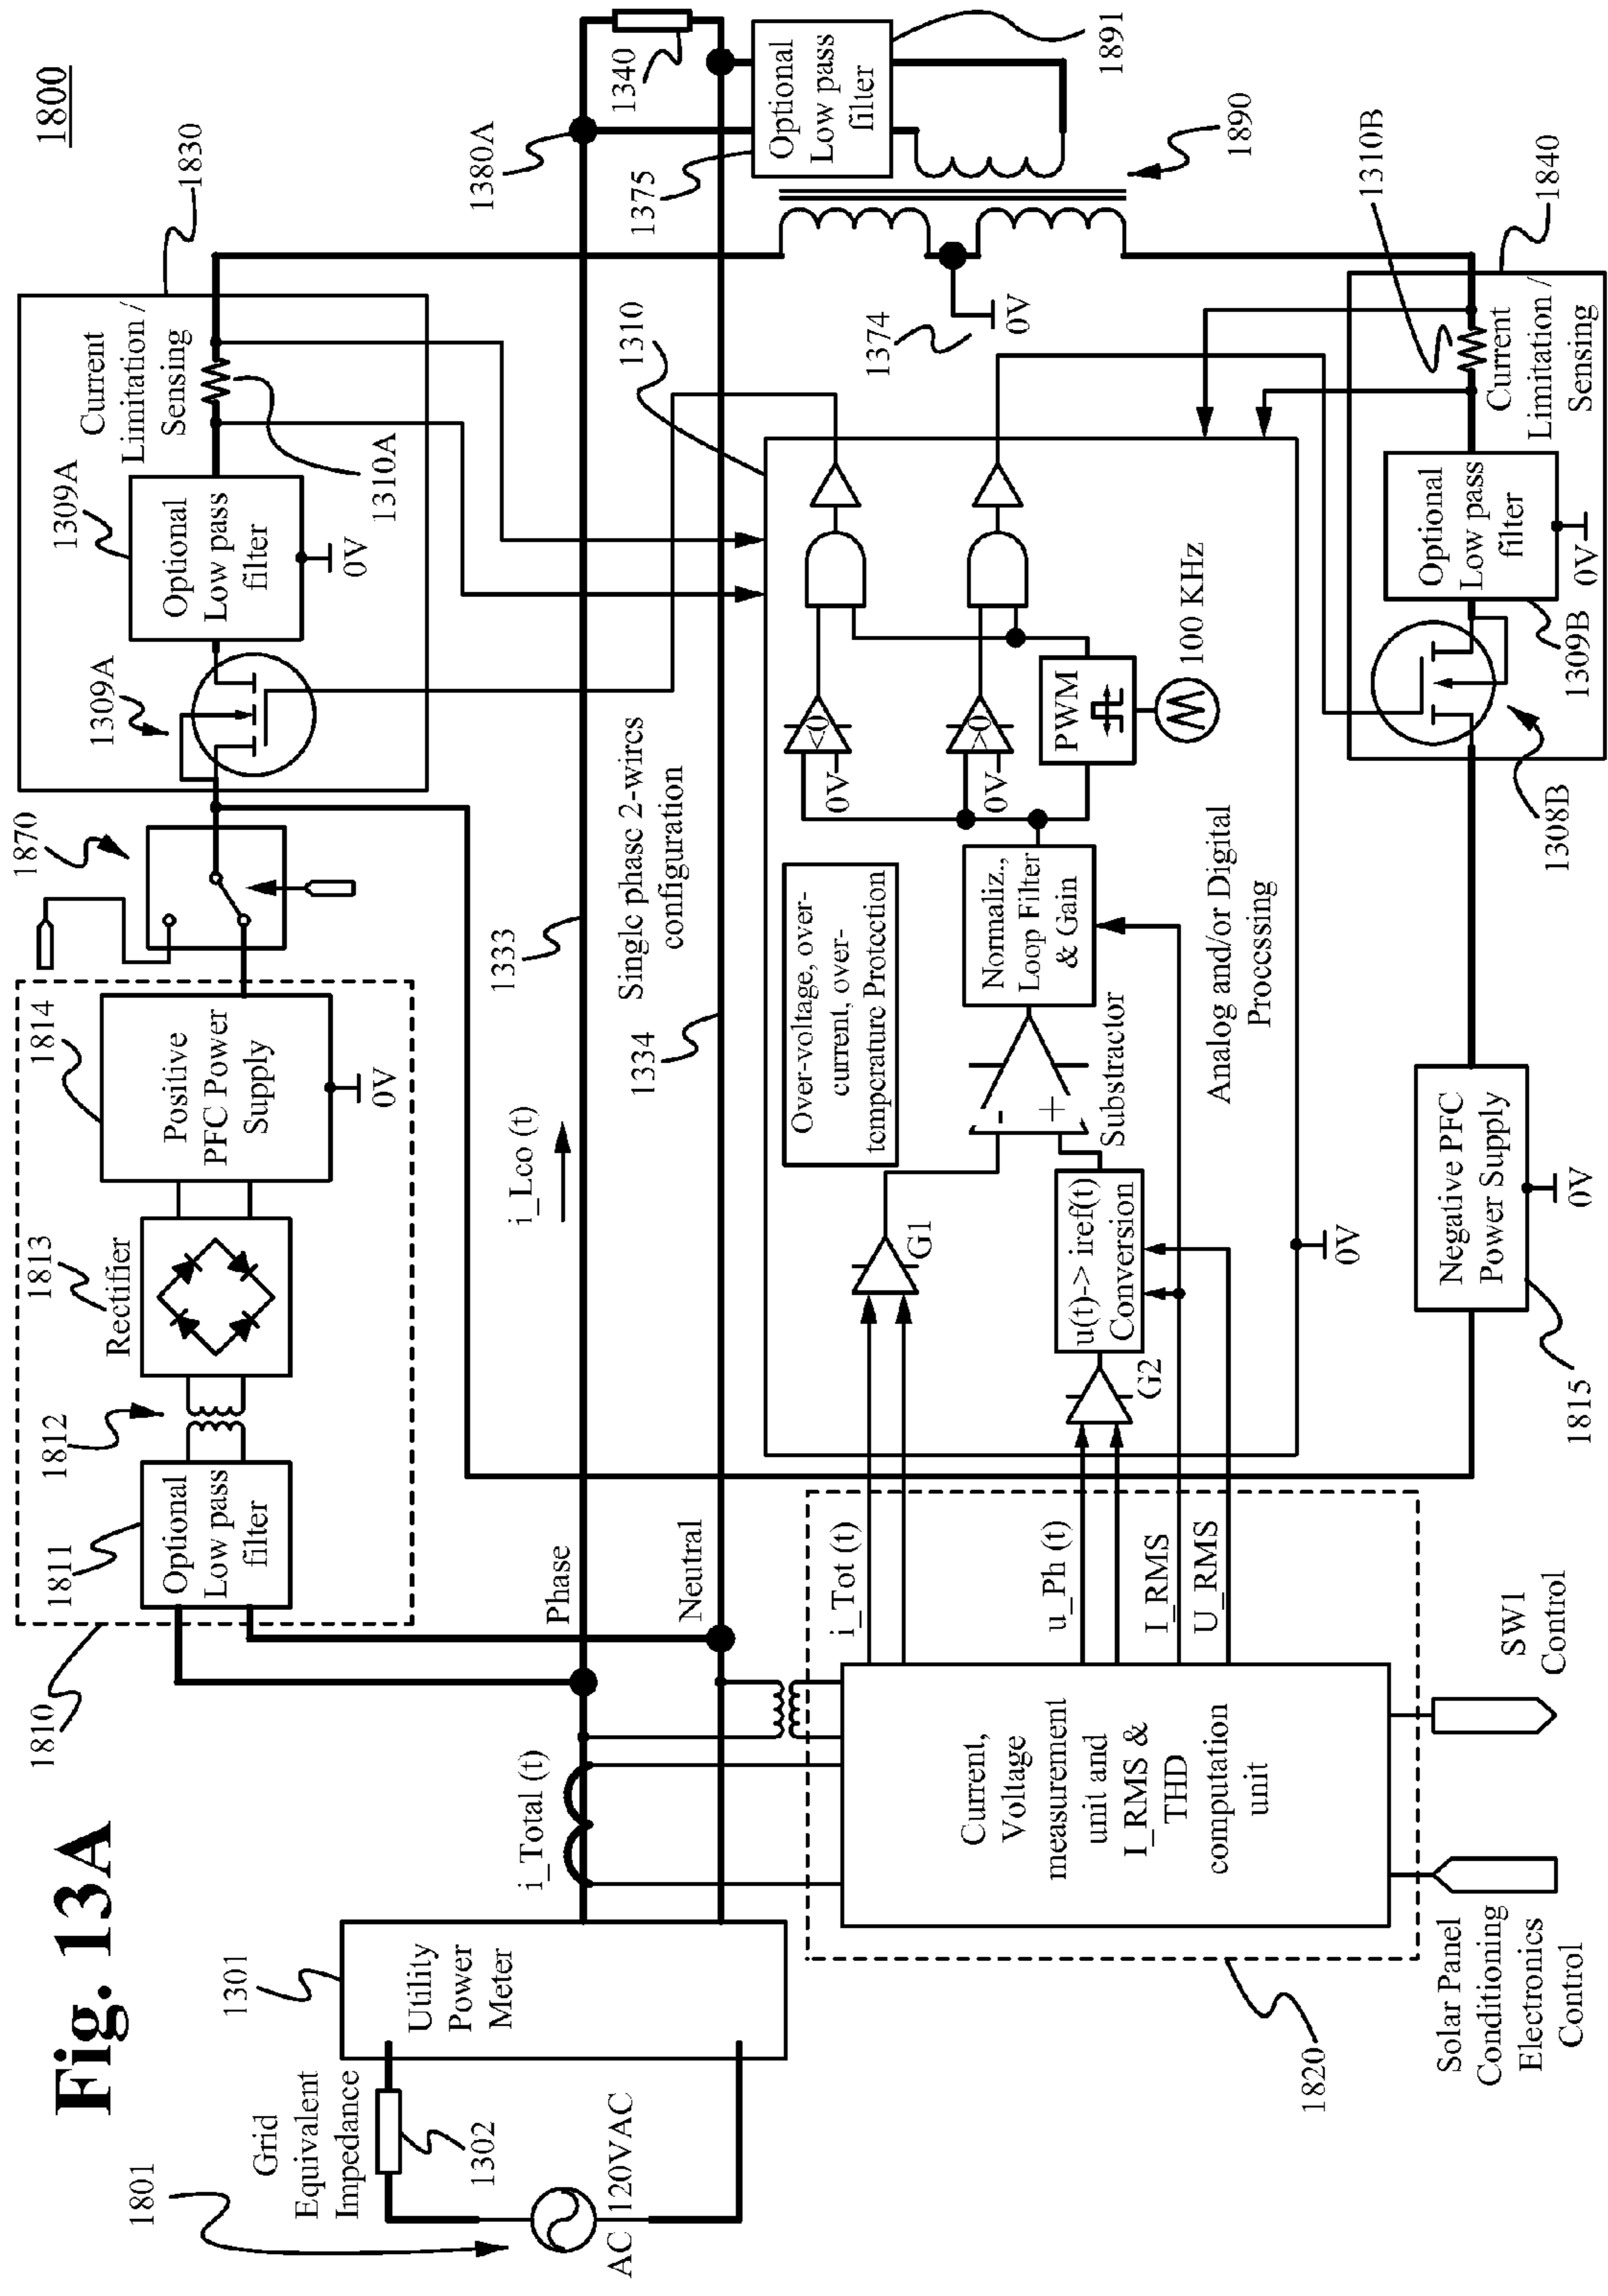 Fig. 13A
1800
1801
Grid
Equivalent
Impedance
1302
AC 120VAC
1301
Utility
Power
Meter
i_Total (t)
Phase
Neutral
1810
1811
Optional
Low pass
filter
1812
1813
Rectifier
1814
Positive
PFC Power
Supply
0V
1870
1830
1309A
1309A
Optional
Low pass
filter
0V
Current
Limitation /
Sensing
1310A
i_Lco (t)
1333
1334
Single phase 2-wires
configuration
1380A
1340
1375
Optional
Low pass
filter
1891
1890
1374
0V
1310
Over-voltage, over-
current, over-
temperature Protection
G1
G2
u(t)-> iref(t)
Conversion
-
+
Substractor
Normaliz.,
Loop Filter
& Gain
0V
<0
0V
>0
PWM
100 KHz
Analog and/or Digital
Processing
0V
i_Tot (t)
u_Ph (t)
I_RMS
U_RMS
Current,
Voltage
measurement
unit and
I_RMS &
THD
computation
unit
1820
Solar Panel
Conditioning
Electronics
Control
SW1
Control
Negative PFC
Power Supply
0V
1815
1308B
1309B
Optional
Low pass
filter
0V
Current
Limitation /
Sensing
1310B
1840